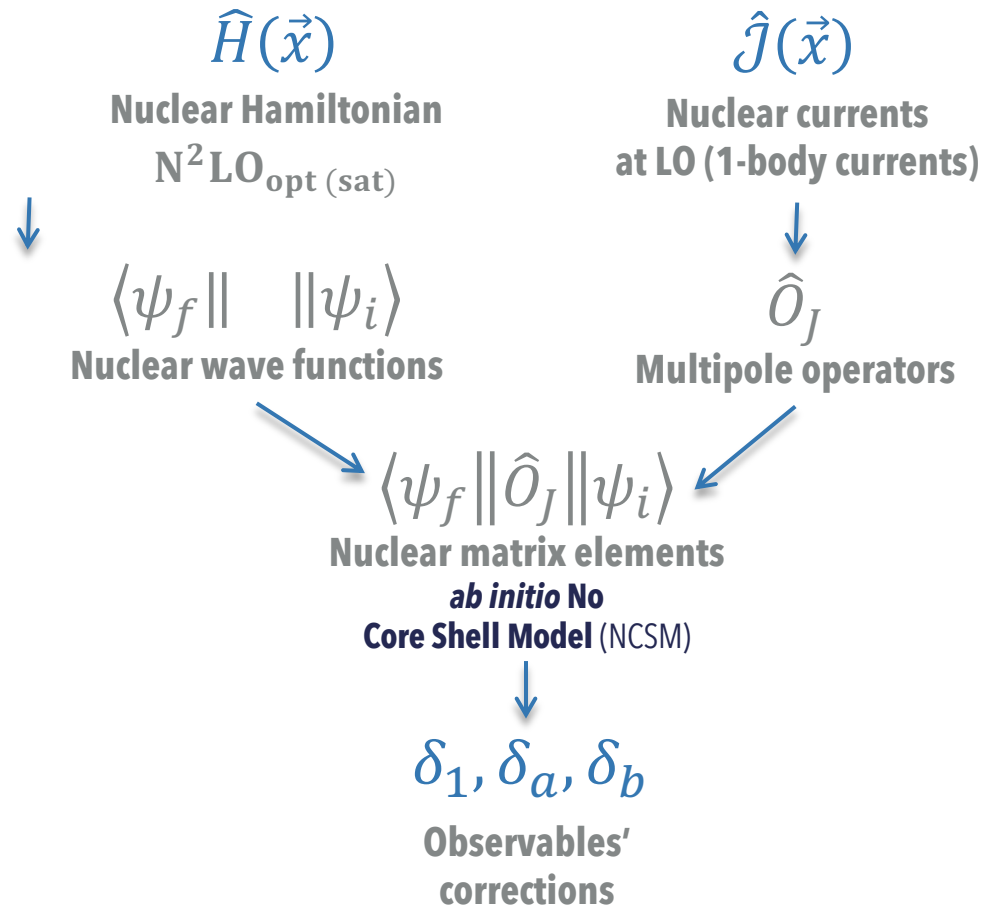 Ĥ(x⃗)
Nuclear Hamiltonian
N²LO_opt (sat)
⟨ψ_f‖ ‖ψ_i⟩
Nuclear wave functions
𝒥̂(x⃗)
Nuclear currents
at LO (1-body currents)
Ô_J
Multipole operators
⟨ψ_f‖Ô_J‖ψ_i⟩
Nuclear matrix elements
ab initio No
Core Shell Model (NCSM)
δ₁, δ_a, δ_b
Observables’
corrections